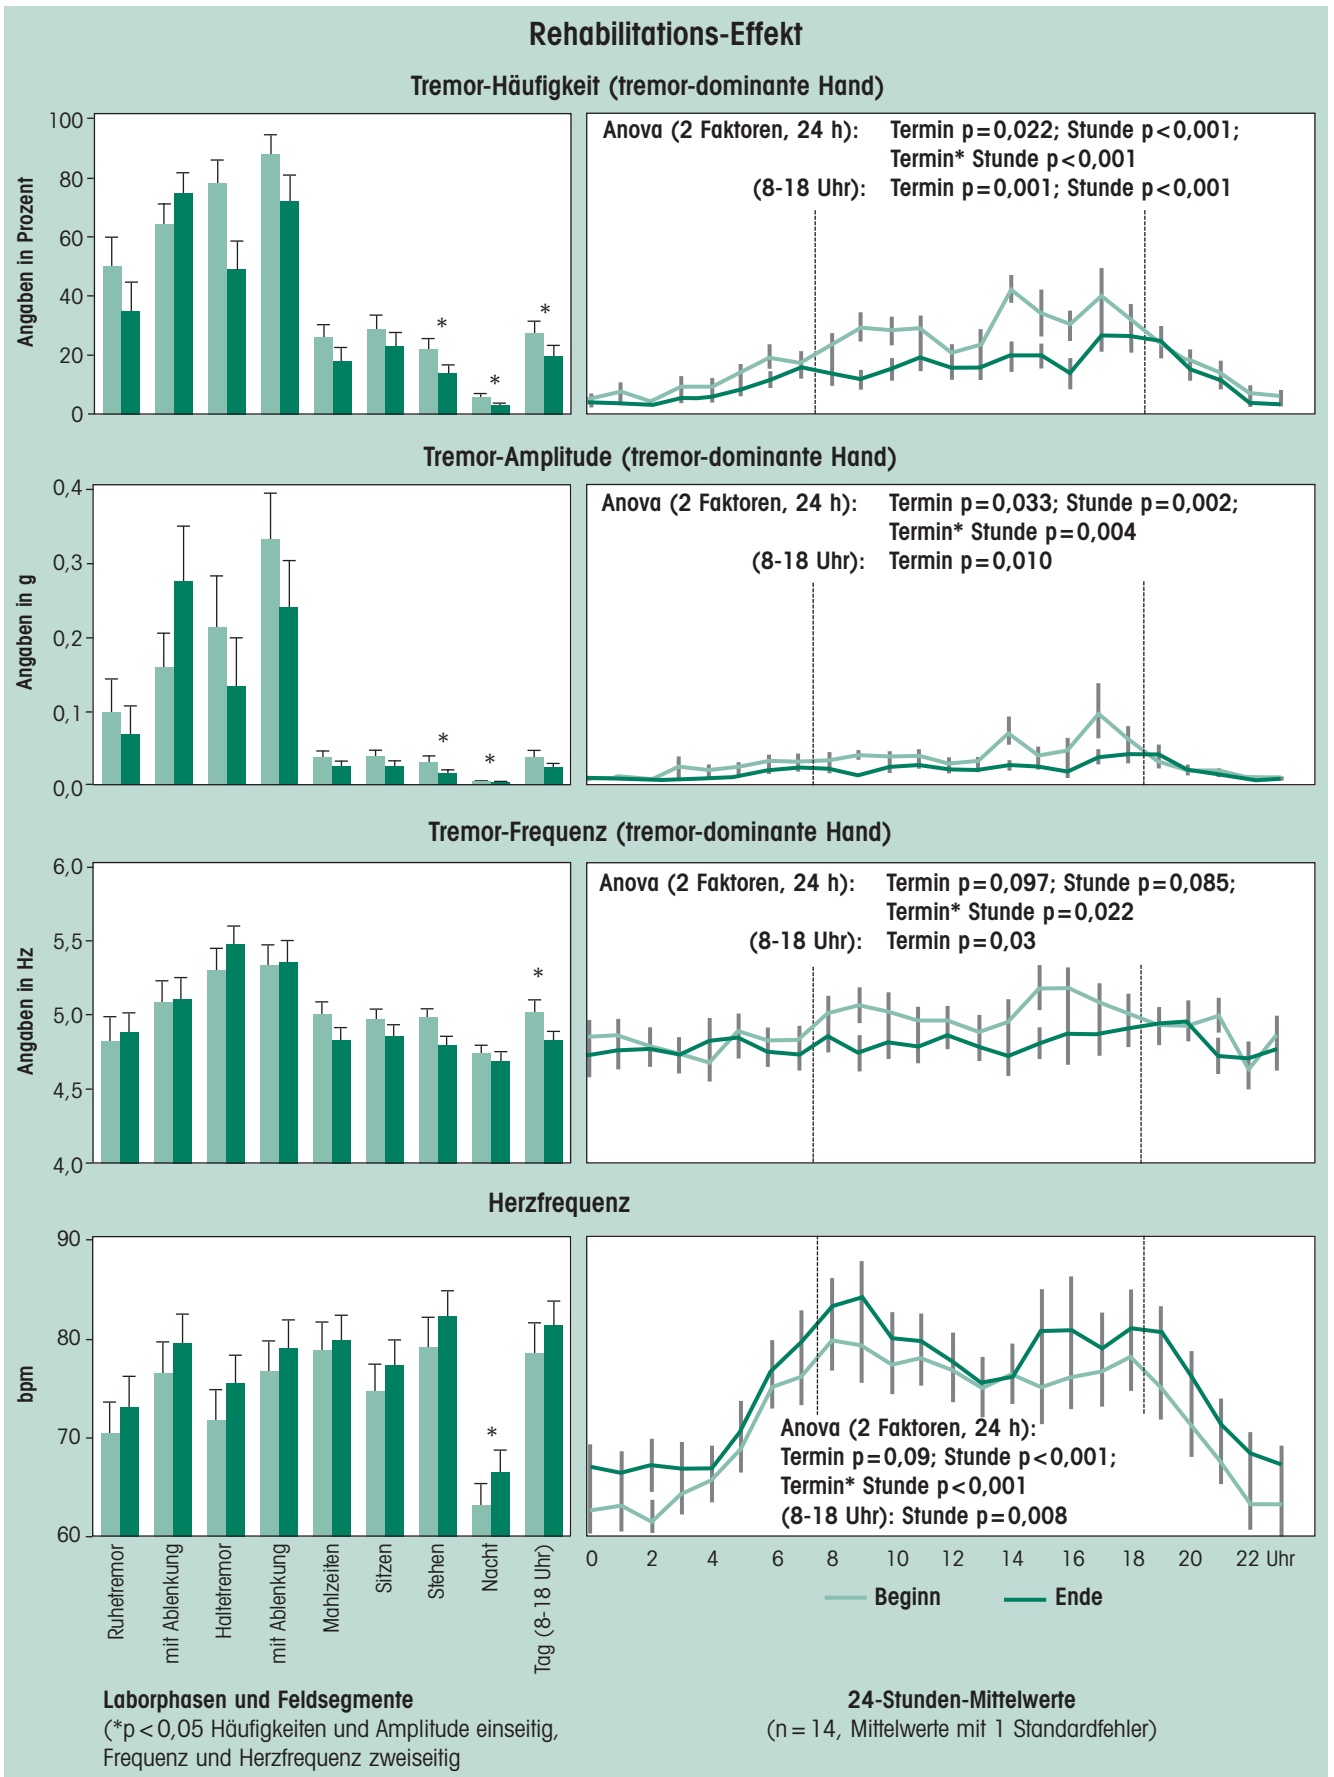 Rehabilitations-Effekt
Tremor-Häufigkeit (tremor-dominante Hand)
Angaben in Prozent
100
80
60
40
20
0
*
*
*
Anova (2 Faktoren, 24 h): Termin p=0,022; Stunde p<0,001;
Termin* Stunde p<0,001
(8-18 Uhr): Termin p=0,001; Stunde p<0,001
Tremor-Amplitude (tremor-dominante Hand)
Angaben in g
0,4
0,3
0,2
0,1
0,0
*
*
Anova (2 Faktoren, 24 h): Termin p=0,033; Stunde p=0,002;
Termin* Stunde p=0,004
(8-18 Uhr): Termin p=0,010
Tremor-Frequenz (tremor-dominante Hand)
Angaben in Hz
6,0
5,5
5,0
4,5
4,0
*
Anova (2 Faktoren, 24 h): Termin p=0,097; Stunde p=0,085;
Termin* Stunde p=0,022
(8-18 Uhr): Termin p=0,03
Herzfrequenz
bpm
90
80
70
60
*
Anova (2 Faktoren, 24 h):
Termin p=0,09; Stunde p<0,001;
Termin* Stunde p<0,001
(8-18 Uhr): Stunde p=0,008
Ruhetremor
mit Ablenkung
Haltetremor
mit Ablenkung
Mahlzeiten
Sitzen
Stehen
Nacht
Tag (8-18 Uhr)
0 2 4 6 8 10 12 14 16 18 20 22 Uhr
Beginn Ende
Laborphasen und Feldsegmente
(*p<0,05 Häufigkeiten und Amplitude einseitig,
Frequenz und Herzfrequenz zweiseitig
24-Stunden-Mittelwerte
(n=14, Mittelwerte mit 1 Standardfehler)